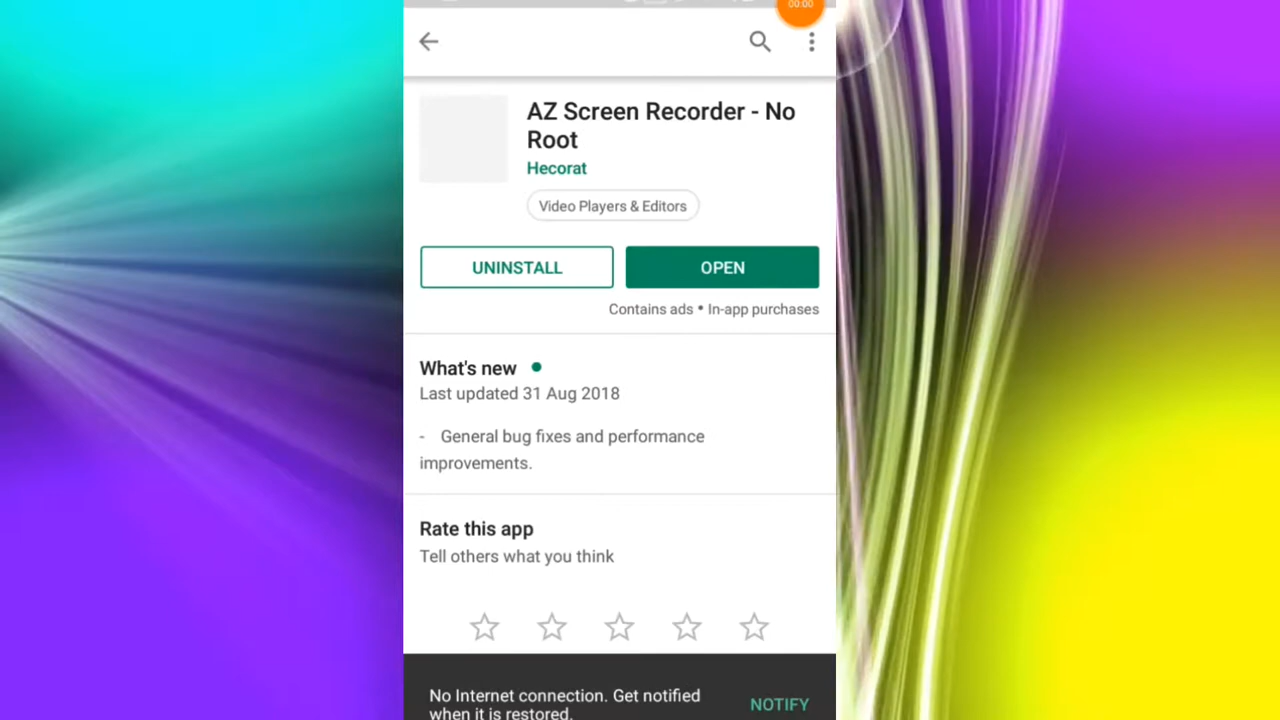 00:00
AZ Screen Recorder - No
Root
Hecorat
Video Players & Editors
UNINSTALL
OPEN
Contains ads • In-app purchases
What's new
Last updated 31 Aug 2018
- General bug fixes and performance
improvements.
Rate this app
Tell others what you think
No Internet connection. Get notified
when it is restored.
NOTIFY